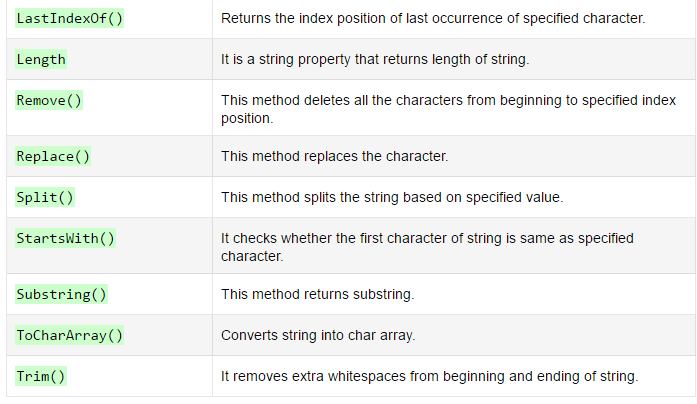 LastIndexOf() Returns the index position of last occurrence of specified character.
Length It is a string property that returns length of string.
Remove() This method deletes all the characters from beginning to specified index
position.
Replace() This method replaces the character.
Split() This method splits the string based on specified value.
StartsWith() It checks whether the first character of string is same as specified
character.
Substring() This method returns substring.
ToCharArray() Converts string into char array.
Trim() It removes extra whitespaces from beginning and ending of string.